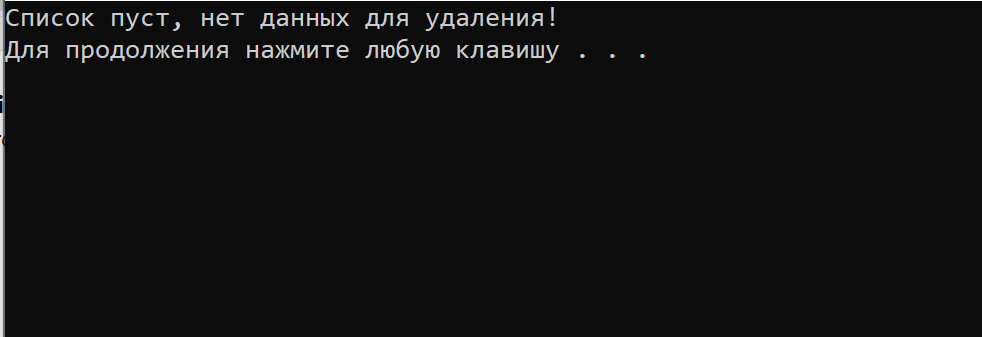 Список пуст, нет данных для удаления!
Для продолжения нажмите любую клавишу . . .